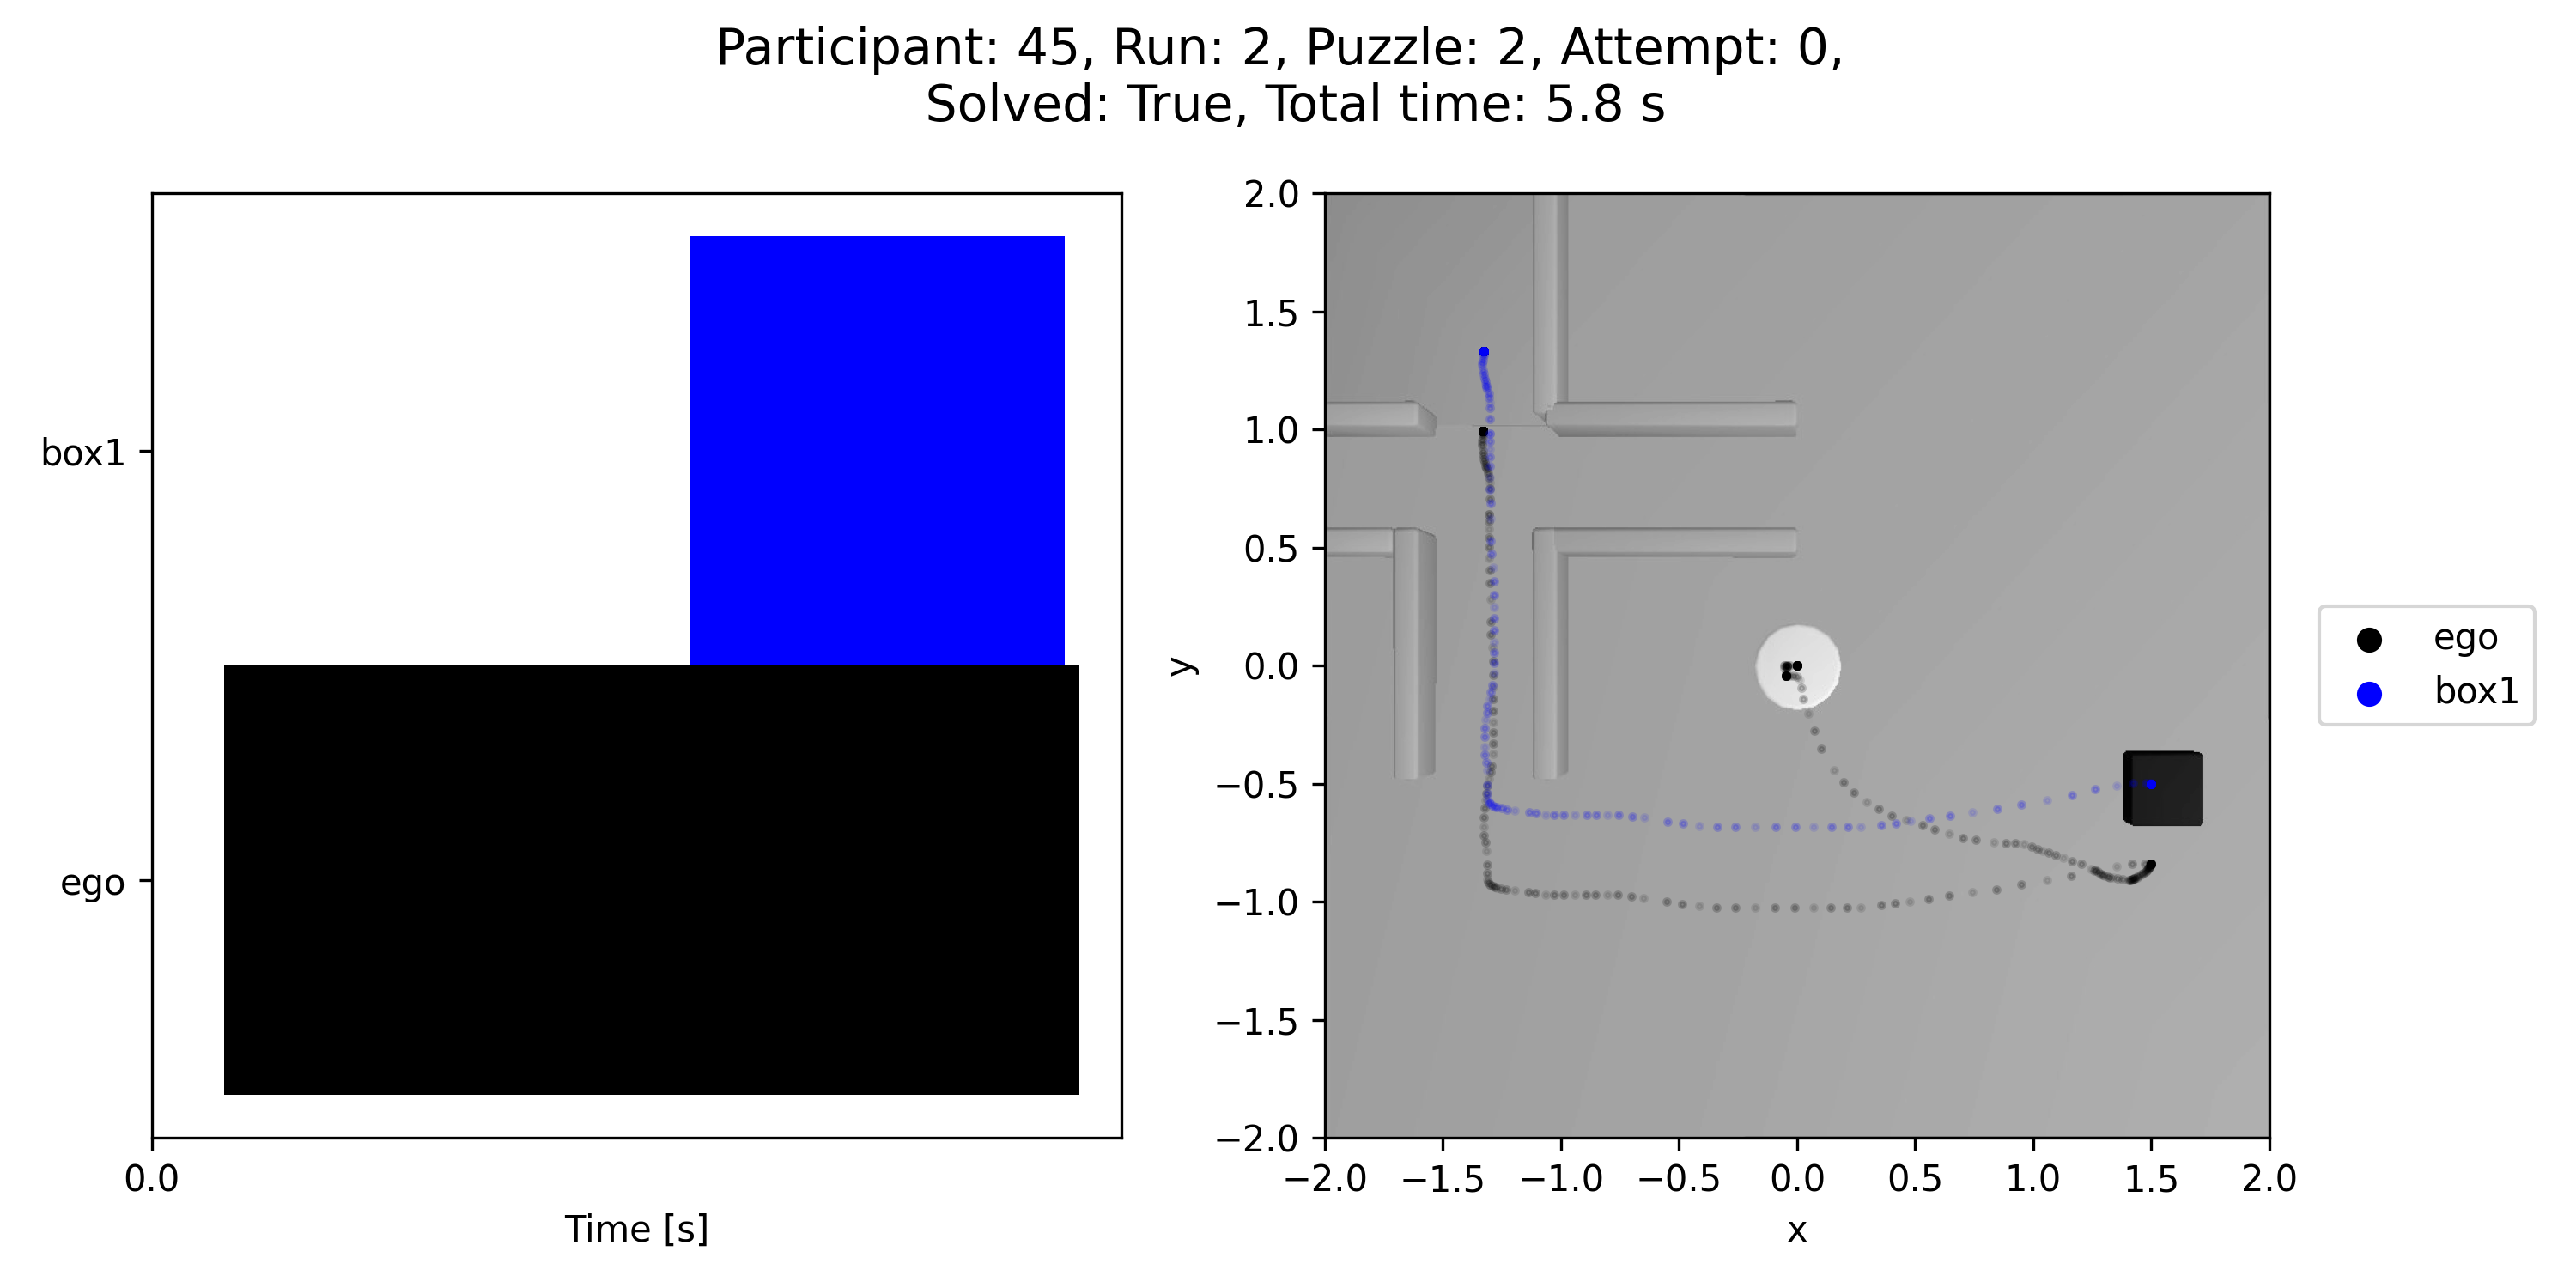 Participant: 45, Run: 2, Puzzle: 2, Attempt: 0,
Solved: True, Total time: 5.8 s
box1
ego
0.0
Time [s]
2.0
1.5
1.0
0.5
0.0
−0.5
−1.0
−1.5
−2.0
y
−2.0 −1.5 −1.0 −0.5 0.0 0.5 1.0 1.5 2.0
x
ego
box1